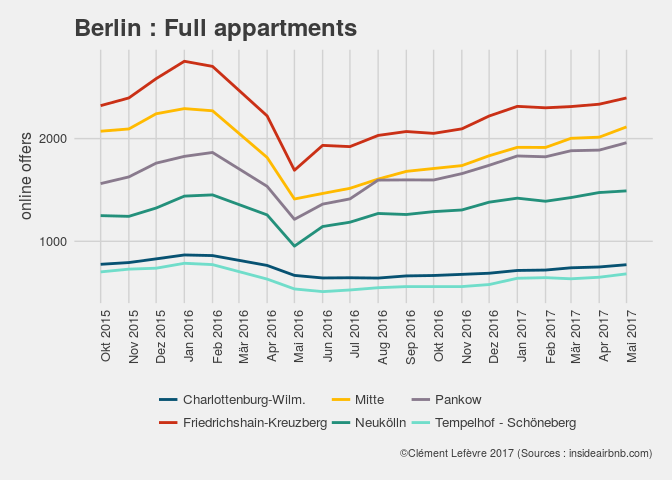 Berlin : Full appartments
online offers
2000
1000
Okt 2015
Nov 2015
Dez 2015
Jan 2016
Feb 2016
Mär 2016
Apr 2016
Mai 2016
Jun 2016
Jul 2016
Aug 2016
Sep 2016
Okt 2016
Nov 2016
Dez 2016
Jan 2017
Feb 2017
Mär 2017
Apr 2017
Mai 2017
Charlottenburg-Wilm. Mitte Pankow
Friedrichshain-Kreuzberg Neukölln Tempelhof - Schöneberg
©Clément Lefèvre 2017 (Sources : insideairbnb.com)